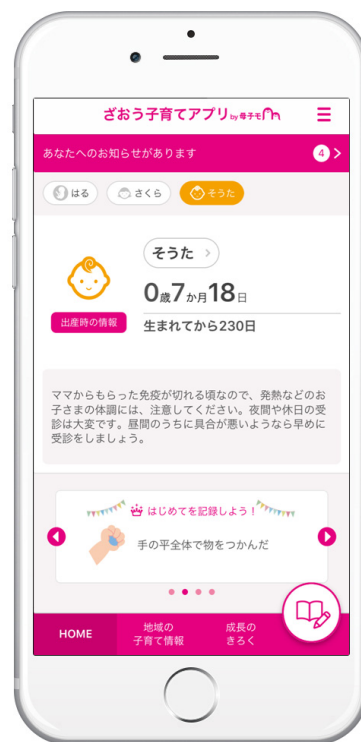 ざおう子育てアプリ by 母子モ
あなたへのお知らせがあります 4
はる さくら そうた
そうた
0歳7か月18日
出産時の情報
生まれてから230日
ママからもらった免疫が切れる頃なので、発熱などのお
子さまの体調には、注意してください。夜間や休日の受
診は大変です。昼間のうちに具合が悪いようなら早めに
受診をしましょう。
はじめてを記録しよう!
手の平全体で物をつかんだ
HOME
地域の
子育て情報
成長の
きろく